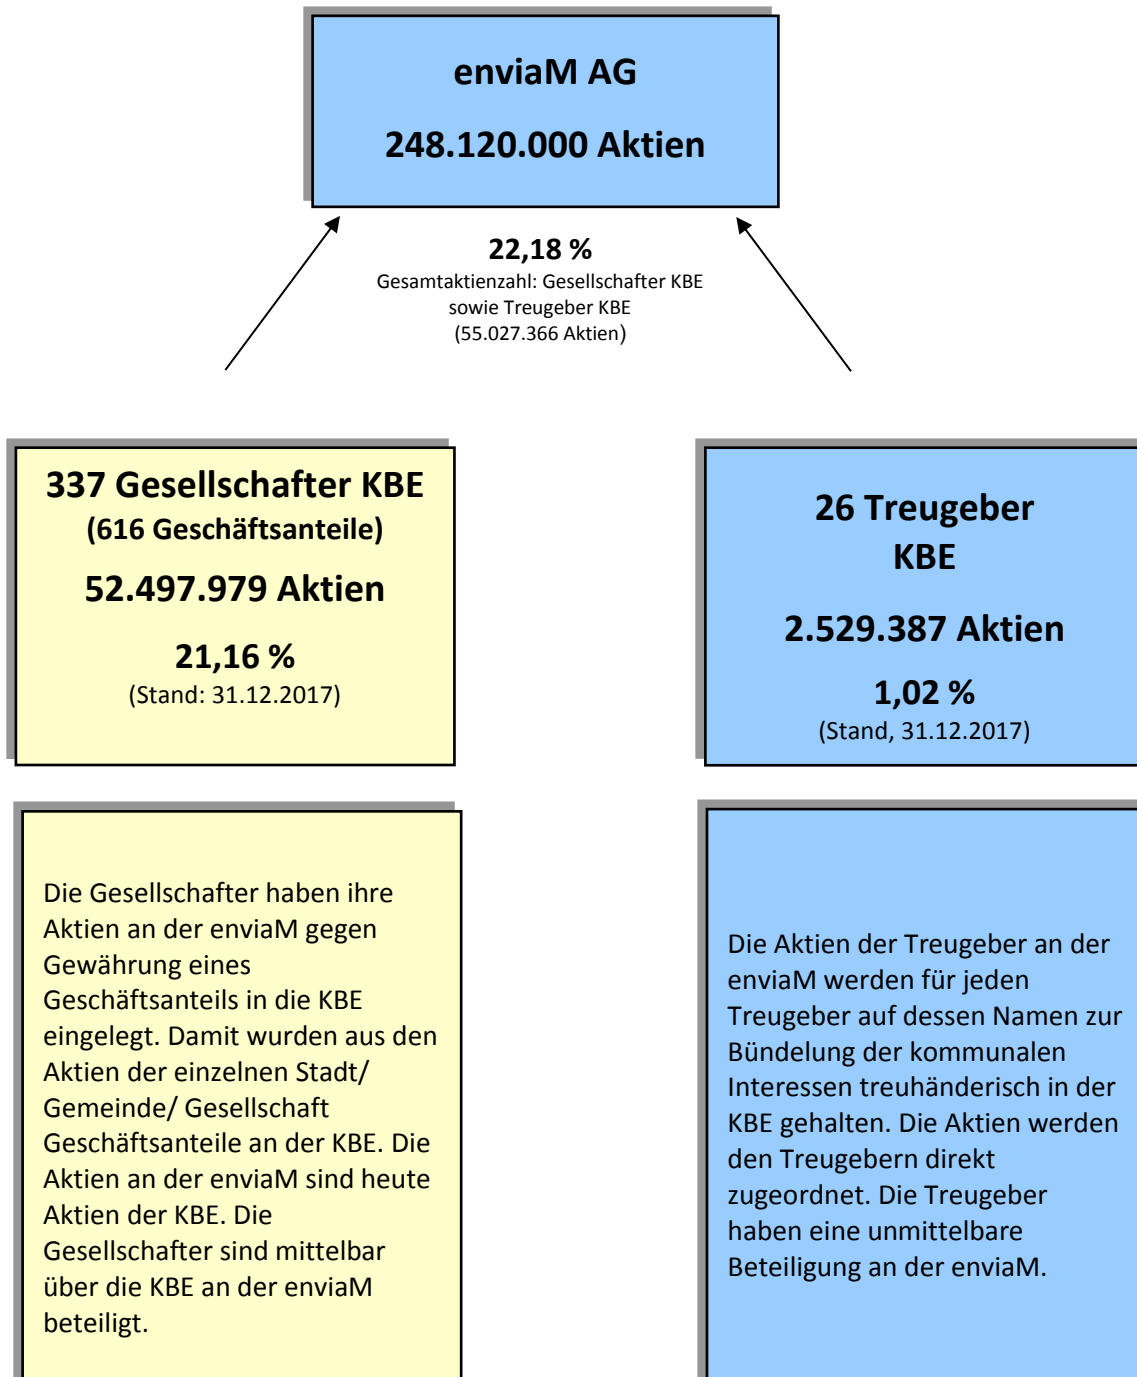 enviaM AG
248.120.000 Aktien
22,18 %
Gesamtaktienzahl: Gesellschafter KBE
sowie Treugeber KBE
(55.027.366 Aktien)
337 Gesellschafter KBE
(616 Geschäftsanteile)
52.497.979 Aktien
21,16 %
(Stand: 31.12.2017)
26 Treugeber
KBE
2.529.387 Aktien
1,02 %
(Stand, 31.12.2017)
Die Gesellschafter haben ihre
Aktien an der enviaM gegen
Gewährung eines
Geschäftsanteils in die KBE
eingelegt. Damit wurden aus den
Aktien der einzelnen Stadt/
Gemeinde/ Gesellschaft
Geschäftsanteile an der KBE. Die
Aktien an der enviaM sind heute
Aktien der KBE. Die
Gesellschafter sind mittelbar
über die KBE an der enviaM
beteiligt.
Die Aktien der Treugeber an der
enviaM werden für jeden
Treugeber auf dessen Namen zur
Bündelung der kommunalen
Interessen treuhänderisch in der
KBE gehalten. Die Aktien werden
den Treugebern direkt
zugeordnet. Die Treugeber
haben eine unmittelbare
Beteiligung an der enviaM.